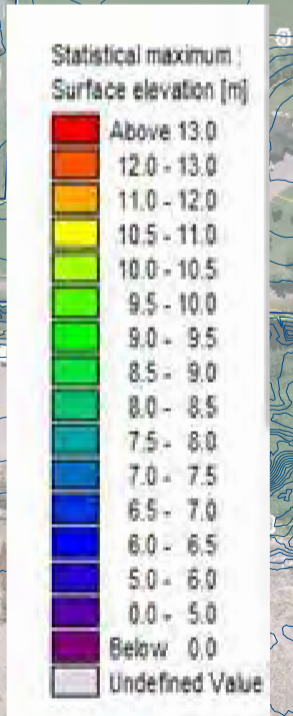 Statistical maximum :
Surface elevation [m]
Above 13.0
12.0 - 13.0
11.0 - 12.0
10.5 - 11.0
10.0 - 10.5
9.5 - 10.0
9.0 - 9.5
8.5 - 9.0
8.0 - 8.5
7.5 - 8.0
7.0 - 7.5
6.5 - 7.0
6.0 - 6.5
5.0 - 6.0
0.0 - 5.0
Below 0.0
Undefined Value